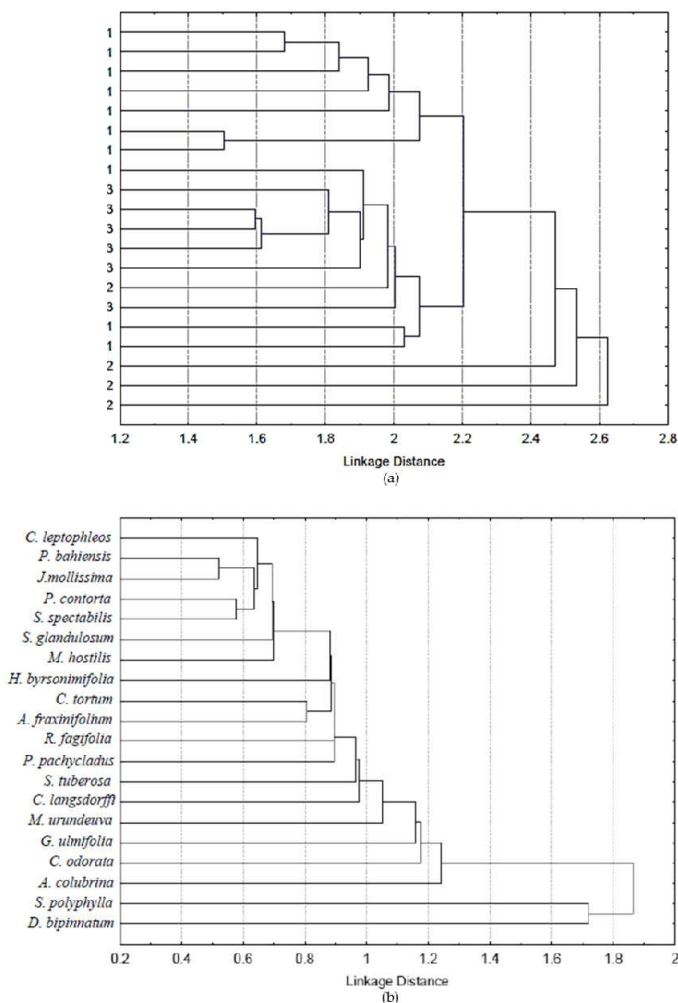 1
1
1
1
1
1
1
1
3
3
3
3
3
2
3
1
1
2
2
2
1.2 1.4 1.6 1.8 2 2.2 2.4 2.6 2.8
Linkage Distance
(a)
C. leptophleos
P. bahiensis
J.mollissima
P. contorta
S. spectabilis
S. glandulosum
M. hostilis
H. byrsonimifolia
C. tortum
A. fraxinifolium
R. fagifolia
P. pachycladus
S. tuberosa
C. langsdorffi
M. urundeuva
G. ulmifolia
C. odorata
A. colubrina
S. polyphylla
D. bipinnatum
0.2 0.4 0.6 0.8 1 1.2 1.4 1.6 1.8 2
Linkage Distance
(b)